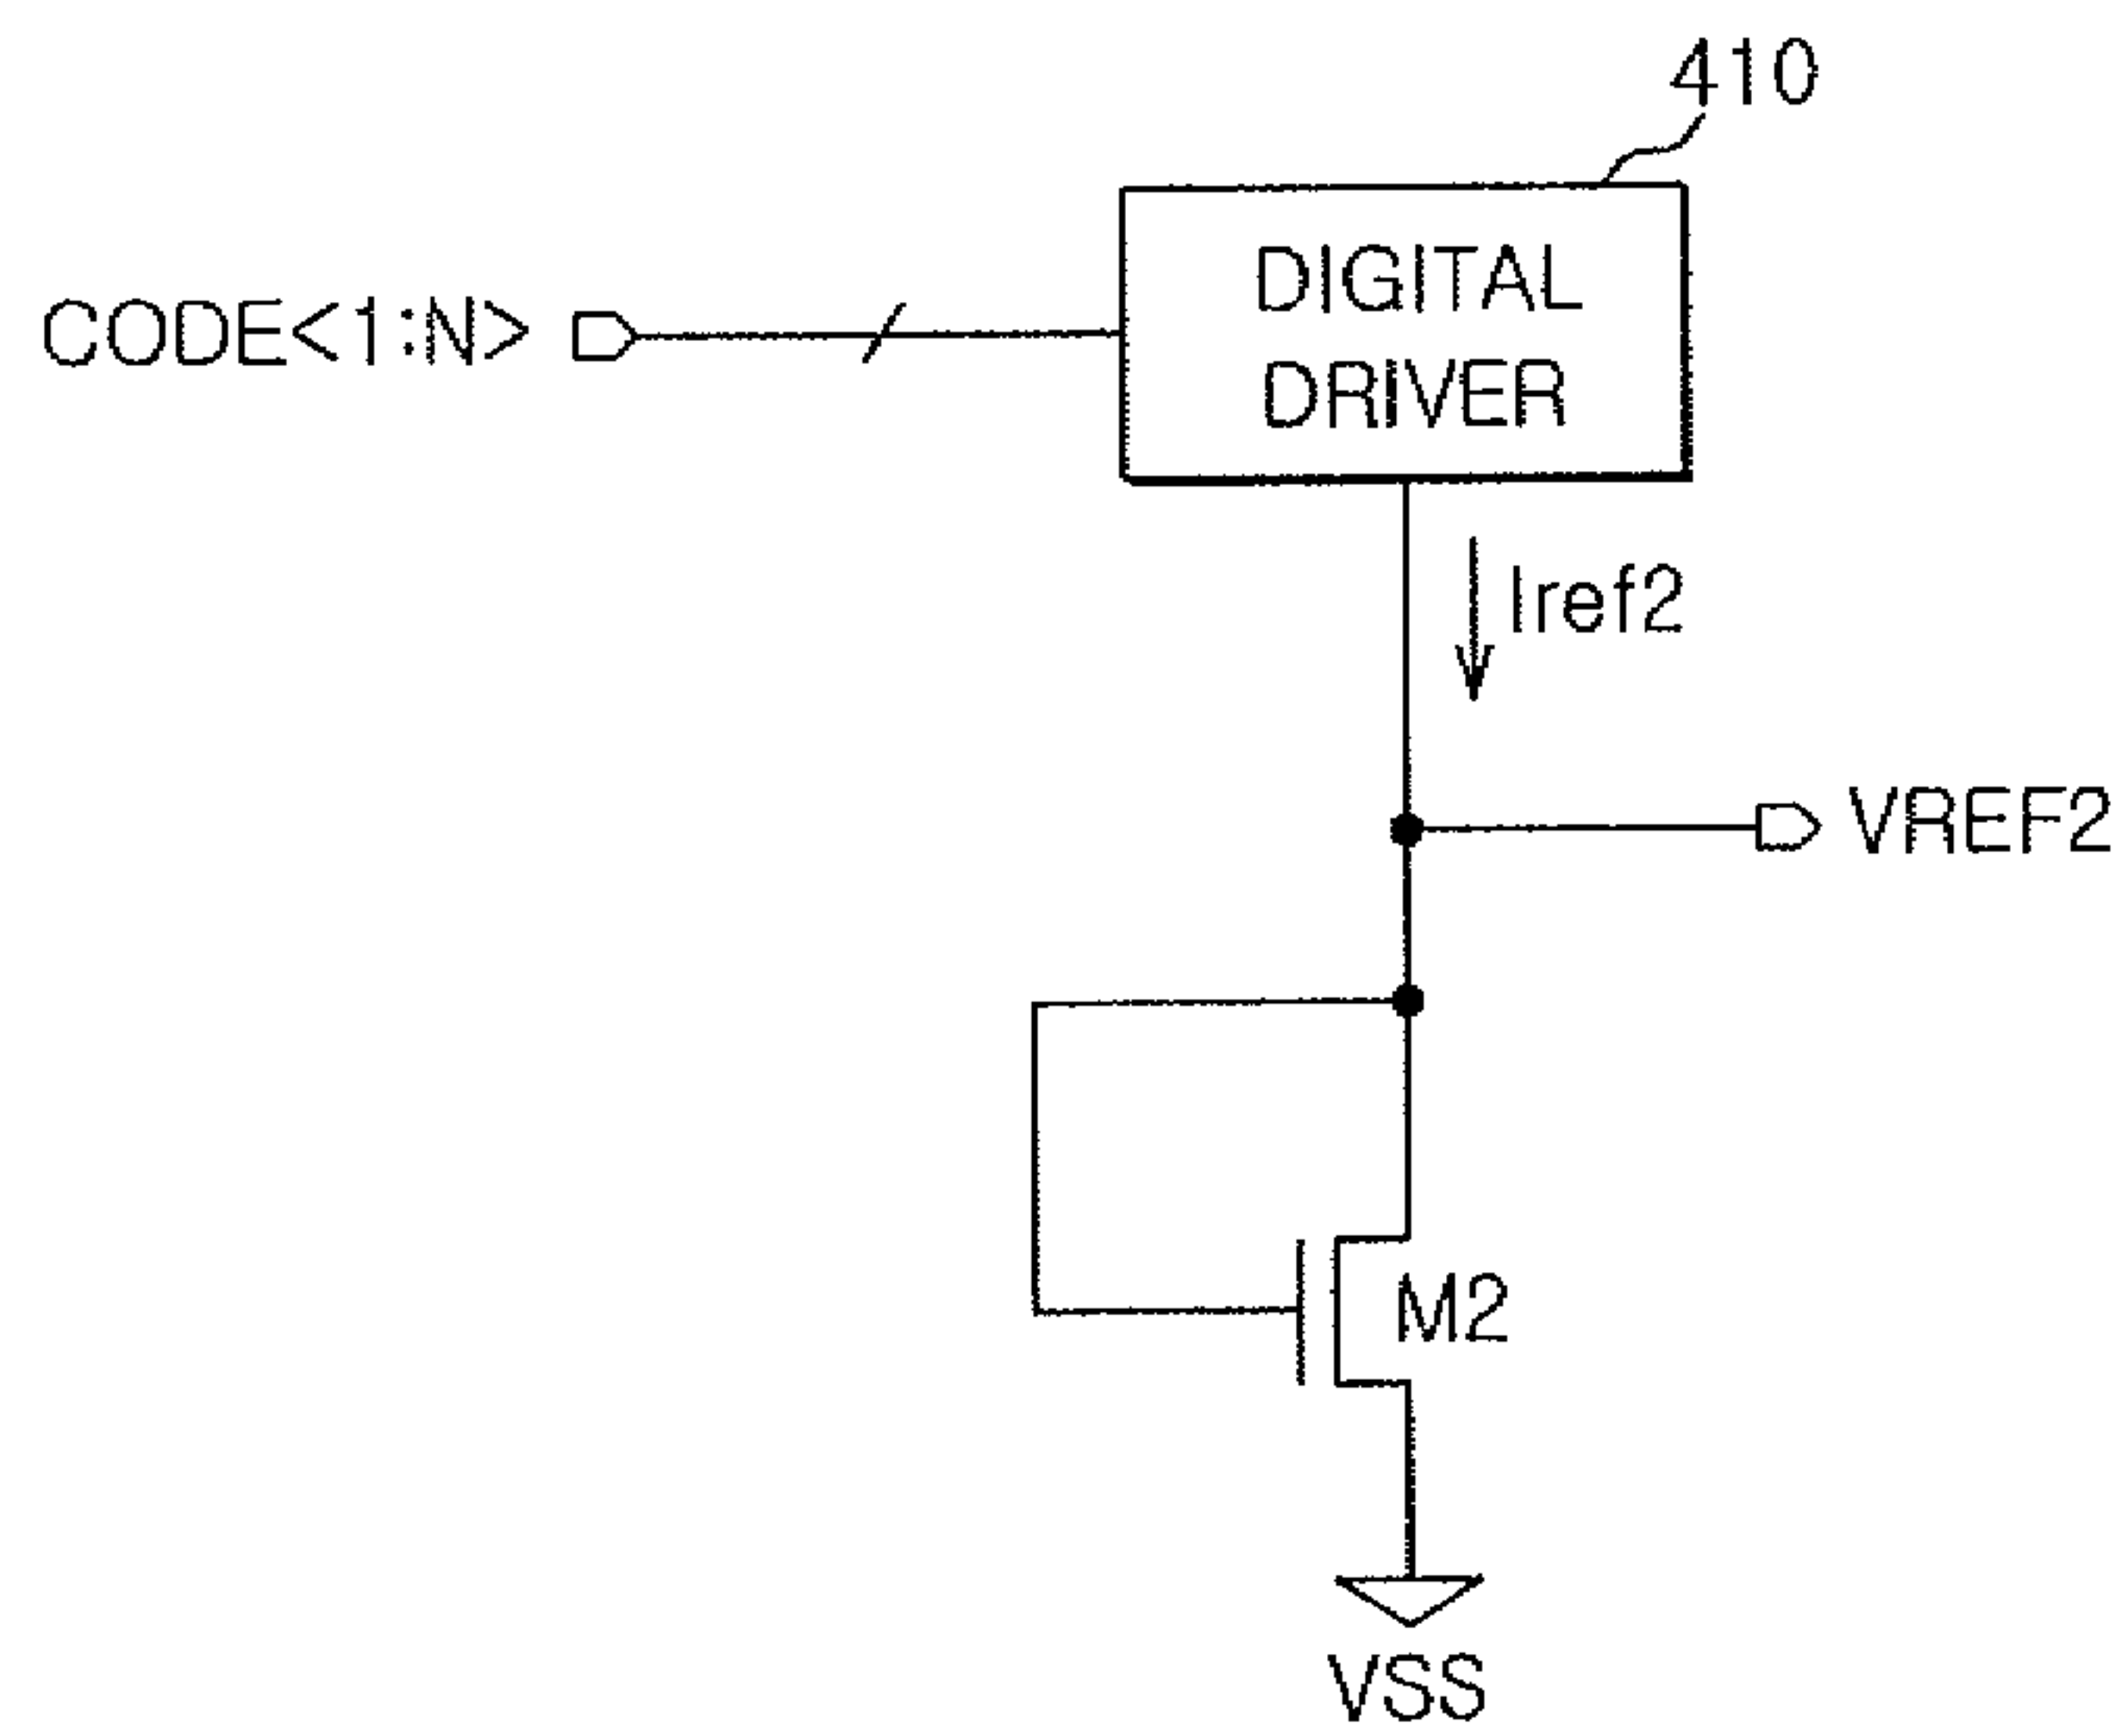 410
DIGITAL
DRIVER
CODE<1:N>
Iref2
VREF2
M2
VSS